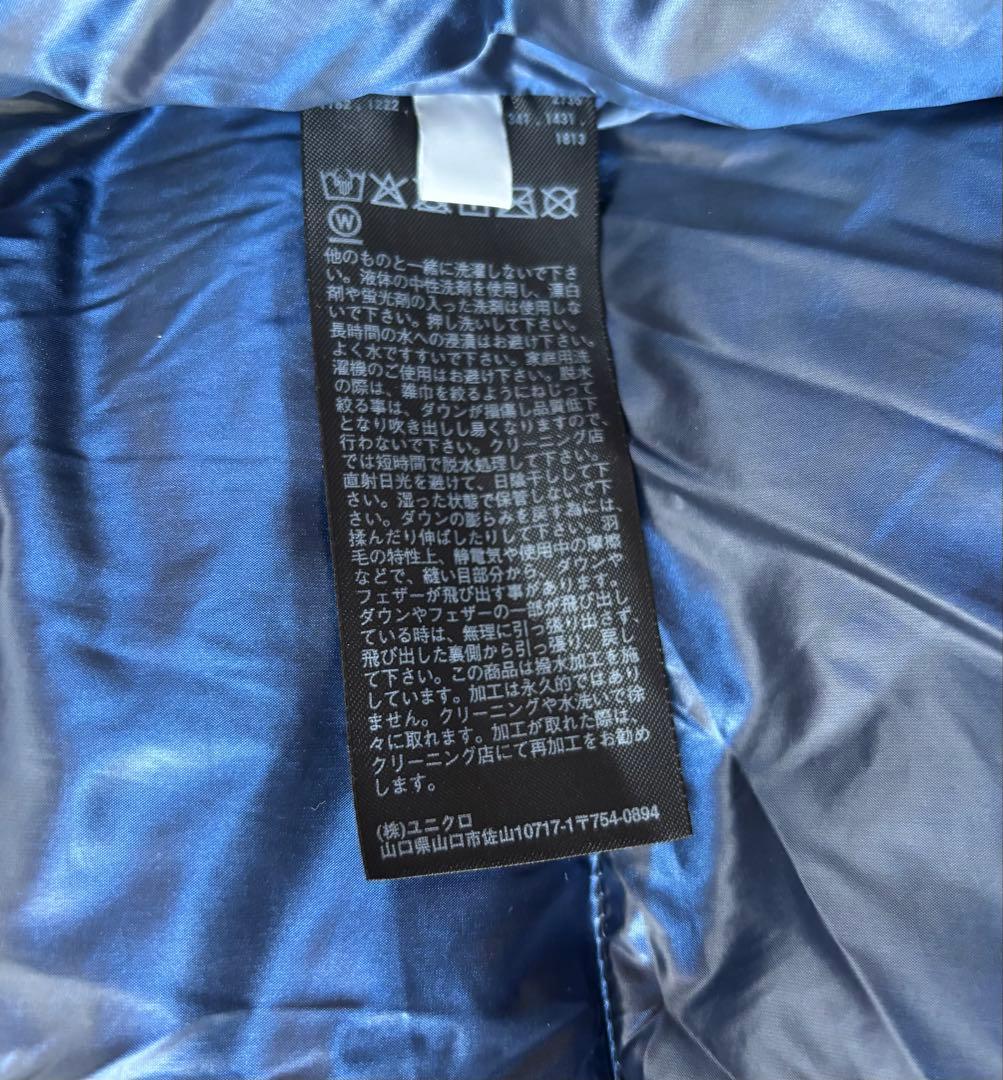 1222,
341,1431,
1813
W
他のものと一緒に洗濯しないで下さ
い。液体の中性洗剤を使用し、漂白
剤や蛍光剤の入った洗剤は使用しな
いで下さい。押し洗いして下さい。
長時間の水への浸漬はお避け下さい。
よく水ですすいで下さい。家庭用洗
濯機のご使用はお避け下さい。脱水
の際は、雑巾を絞るようにねじって
絞る事は、ダウンが損傷し品質低下
となり吹き出しし易くなりますので、
行わないで下さい。クリーニング店
では短時間で脱水処理して下さい。
直射日光を避けて、日陰干しして下
さい。湿った状態で保管しないで下
さい。ダウンの膨らみを戻す為には、
揉んだり伸ばしたりして下さい。羽
毛の特性上、静電気や使用中の摩擦
などで、縫い目部分から、ダウンや
フェザーが飛び出す事があります。
ダウンやフェザーの一部が飛び出し
ている時は、無理に引っ張り出さず、
飛び出した裏側から引っ張り、戻し
て下さい。この商品は撥水加工を施
しています。加工は永久的ではあり
ません。クリーニングや水洗いで徐
々に取れます。加工が取れた際は、
クリーニング店にて再加工をお勧め
します。
(株)ユニクロ
山口県山口市佐山10717-1〒754-0894